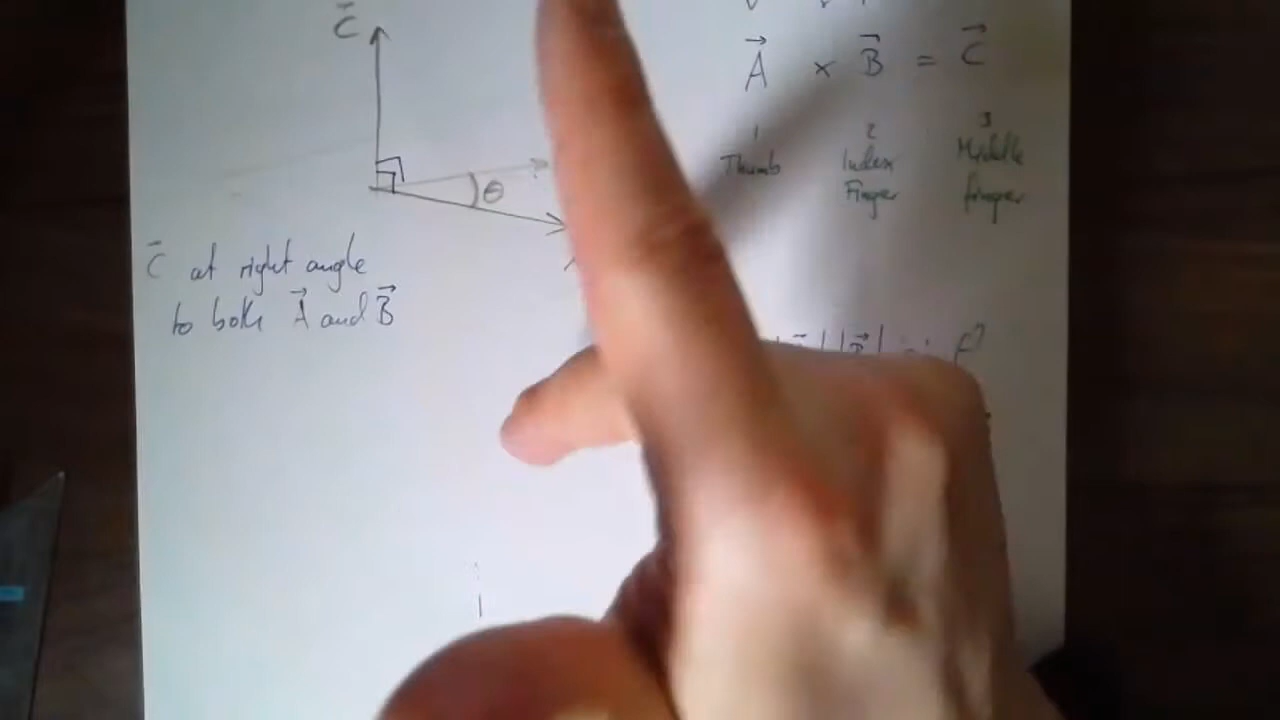 C̄
A⃗ × B⃗ = C⃗
1 2 3
Thumb Index Middle
Finger finger
θ
C̄ at right angle
to both A⃗ and B⃗